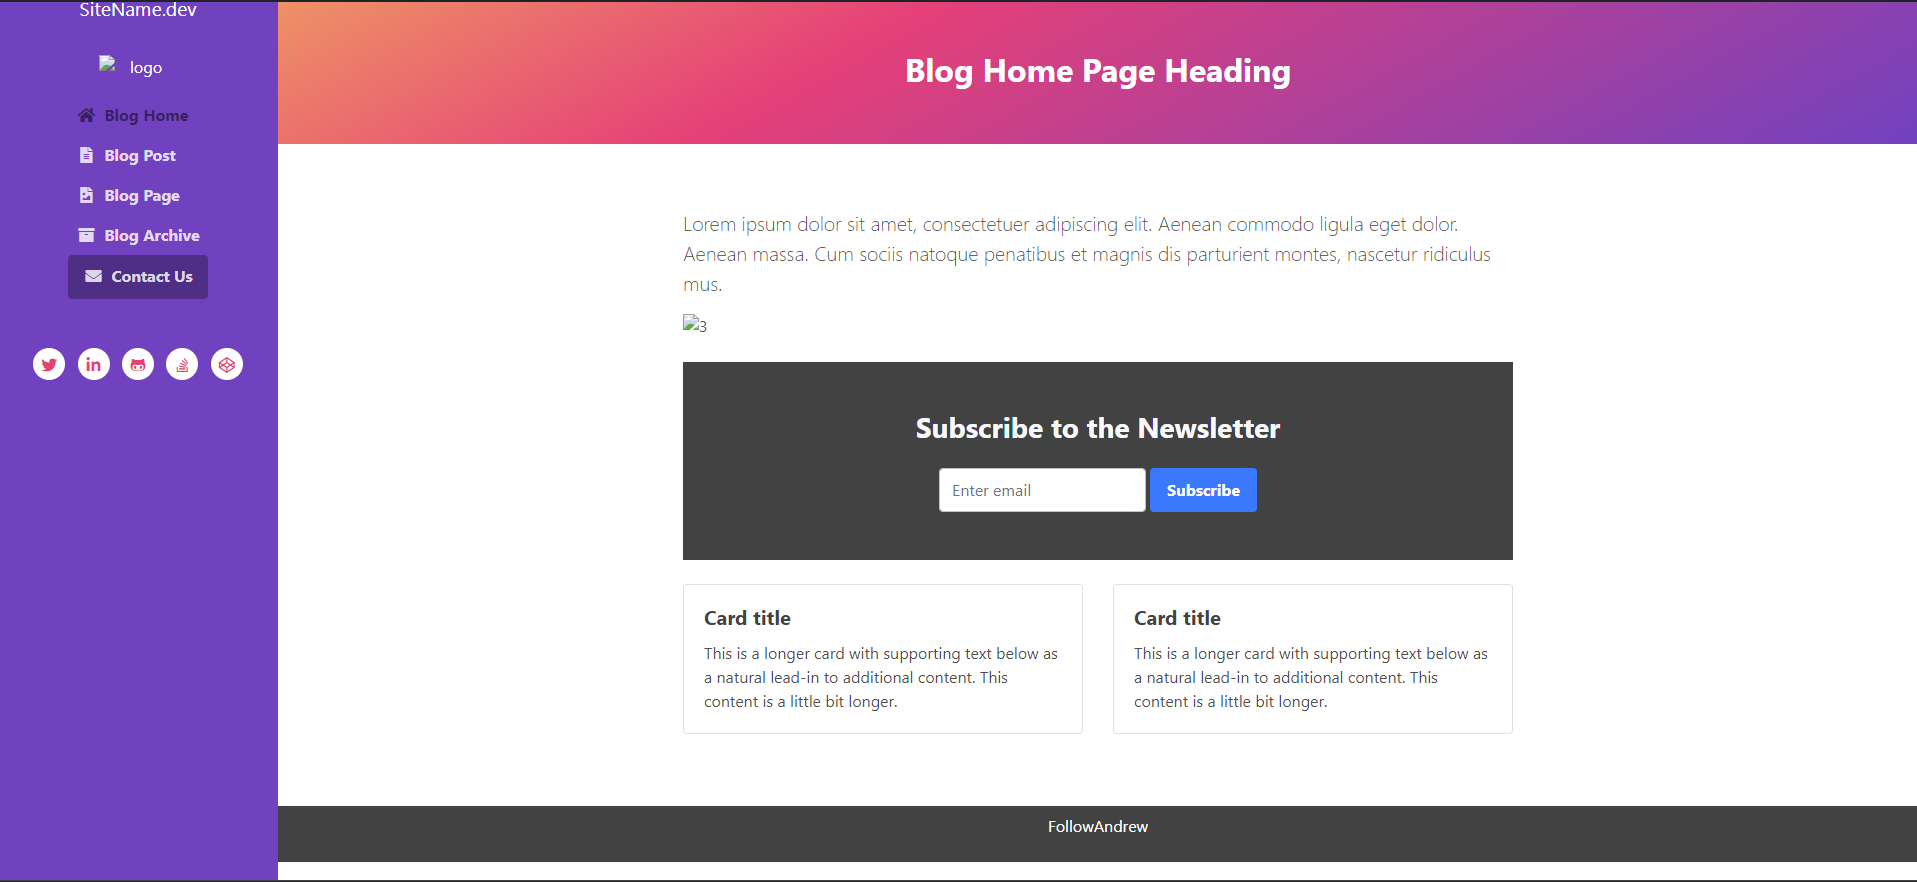 SiteName.dev
logo
Blog Home
Blog Post
Blog Page
Blog Archive
Contact Us
in
Blog Home Page Heading
Lorem ipsum dolor sit amet, consectetuer adipiscing elit. Aenean commodo ligula eget dolor.
Aenean massa. Cum sociis natoque penatibus et magnis dis parturient montes, nascetur ridiculus
mus.
3
Subscribe to the Newsletter
Enter email
Subscribe
Card title
This is a longer card with supporting text below as
a natural lead-in to additional content. This
content is a little bit longer.
Card title
This is a longer card with supporting text below as
a natural lead-in to additional content. This
content is a little bit longer.
FollowAndrew